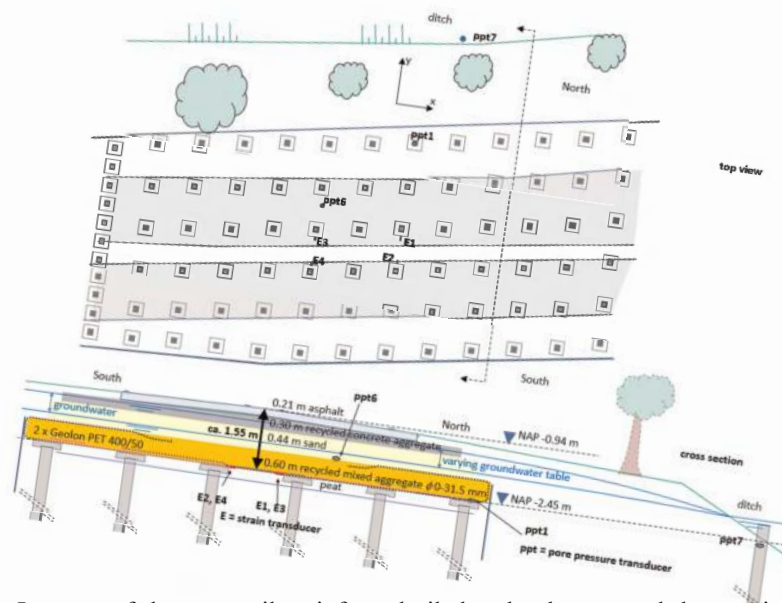 ditch
ppt7
y
x
North
ppt1
top view
ppt6
E3
E1
E4
E2
South
South
0.21 m asphalt
ppt6
North
groundwater
ca. 1.55 m
0.30 m recycled concrete aggregate
NAP -0.94 m
0.44 m sand
cross section
2 x Geolon PET 400/50
varying groundwater table
0.60 m recycled mixed aggregate ϕ0-31.5 mm
peat
NAP -2.45 m
ditch
E2, E4
E1, E3
E = strain transducer
ppt1
ppt = pore pressure transducer
ppt7